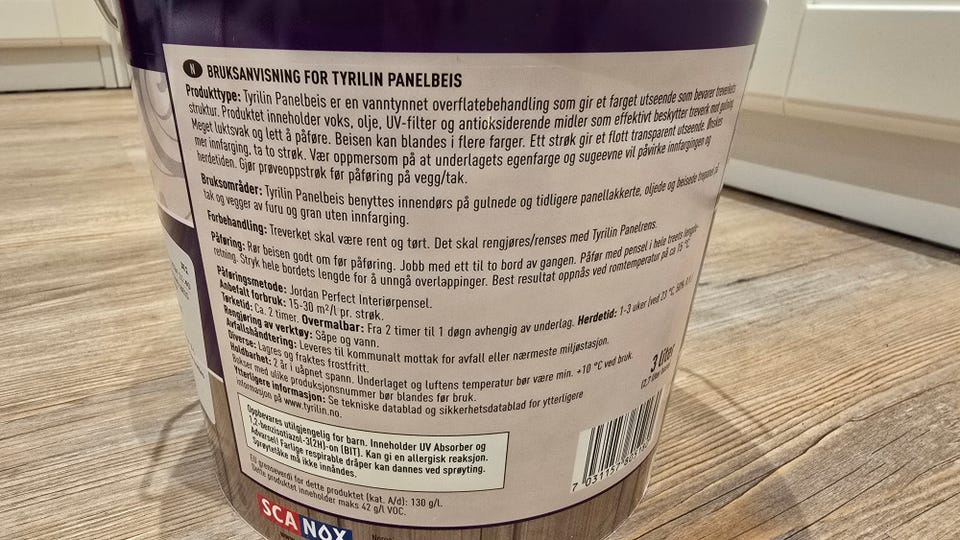 N BRUKSANVISNING FOR TYRILIN PANELBEIS
Produkttype: Tyrilin Panelbeis er en vanntynnet overflatebehandling som gir et farget utseende som bevarer treverkets
struktur. Produktet inneholder voks, olje, UV-filter og antioksiderende midler som effektivt beskytter treverk mot gulning.
Meget luktsvak og lett å påføre. Beisen kan blandes i flere farger. Ett strøk gir et flott transparent utseende. Ønskes
mer innfarging, ta to strøk. Vær oppmersom på at underlagets egenfarge og sugeevne vil påvirke innfargingen og
herdetiden. Gjør prøveoppstrøk før påføring på vegg/tak.
Bruksområder: Tyrilin Panelbeis benyttes innendørs på gulnede og tidligere panellakkerte, oljede og beisede trepanel på
tak og vegger av furu og gran uten innfarging.
Forbehandling: Treverket skal være rent og tørt. Det skal rengjøres/renses med Tyrilin Panelrens.
Påføring: Rør beisen godt om før påføring. Jobb med ett til to bord av gangen. Påfør med pensel i hele treets lengde-
retning. Stryk hele bordets lengde for å unngå overlappinger. Best resultat oppnås ved romtemperatur på ca 15 °C.
Påføringsmetode: Jordan Perfect Interiørpensel.
Anbefalt forbruk: 15-30 m²/l pr. strøk.
Tørketid: Ca. 2 timer. Overmalbar: Fra 2 timer til 1 døgn avhengig av underlag. Herdetid: 1-3 uker (ved 23 °C, 50%
Rengjøring av verktøy: Såpe og vann.
Avfallshåndtering: Leveres til kommunalt mottak for avfall eller nærmeste miljøstasjon.
Diverse: Lagres og fraktes frostfritt.
Holdbarhet: 2 år i uåpnet spann. Underlaget og luftens temperatur bør være min. +10 °C ved bruk.
Bokser med ulike produksjonsnummer bør blandes før bruk.
Ytterligere informasjon: Se tekniske datablad og sikkerhetsdatablad for ytterligere
informasjon på www.tyrilin.no.
3 liter
Oppbevares utilgjengelig for barn. Inneholder UV Absorber og
1,2-benzisotiazol-3(2H)-on (BIT). Kan gi en allergisk reaksjon.
Advarsel! Farlige respirable dråper kan dannes ved sprøyting.
Sprøytetåke må ikke innåndes.
EU grenseverdi for dette produktet (kat. A/d): 130 g/l.
Dette produktet inneholder maks 42 g/l VOC.
SCANOX